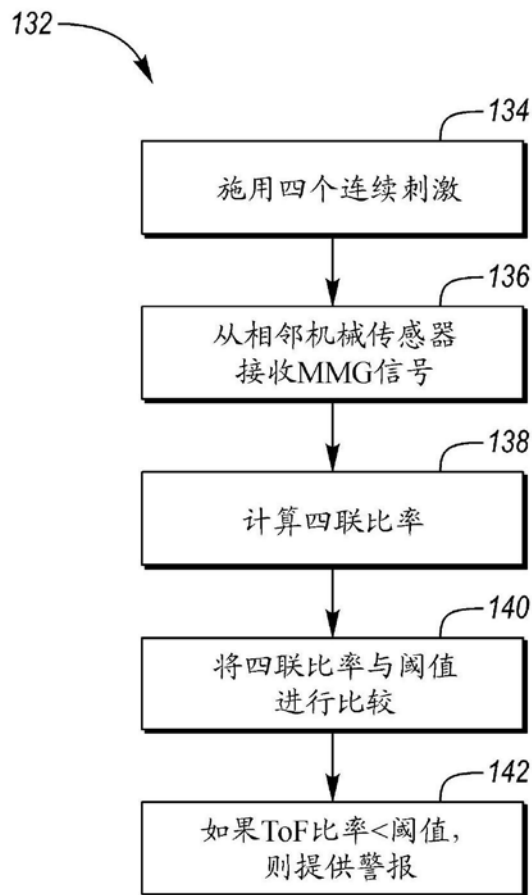 132
134
施用四个连续刺激
136
从相邻机械传感器
接收MMG信号
138
计算四联比率
140
将四联比率与阈值
进行比较
142
如果ToF比率<阈值，
则提供警报